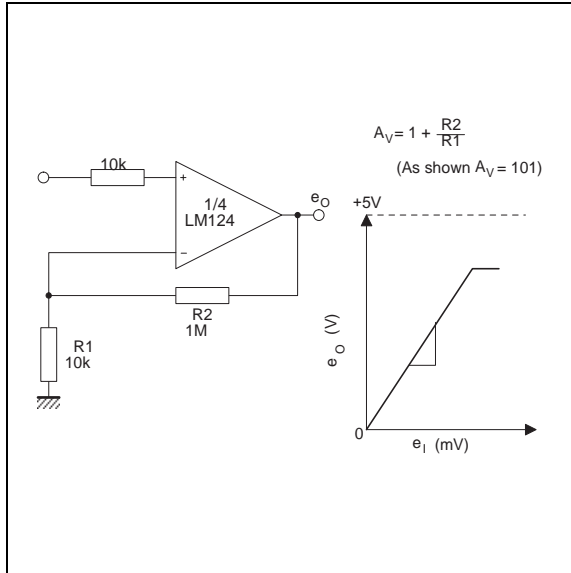 10k
+
1/4
LM124
−
e_O
R2
1M
R1
10k
A_V = 1 + R2/R1
(As shown A_V = 101)
+5V
e_O (V)
0
e_I (mV)